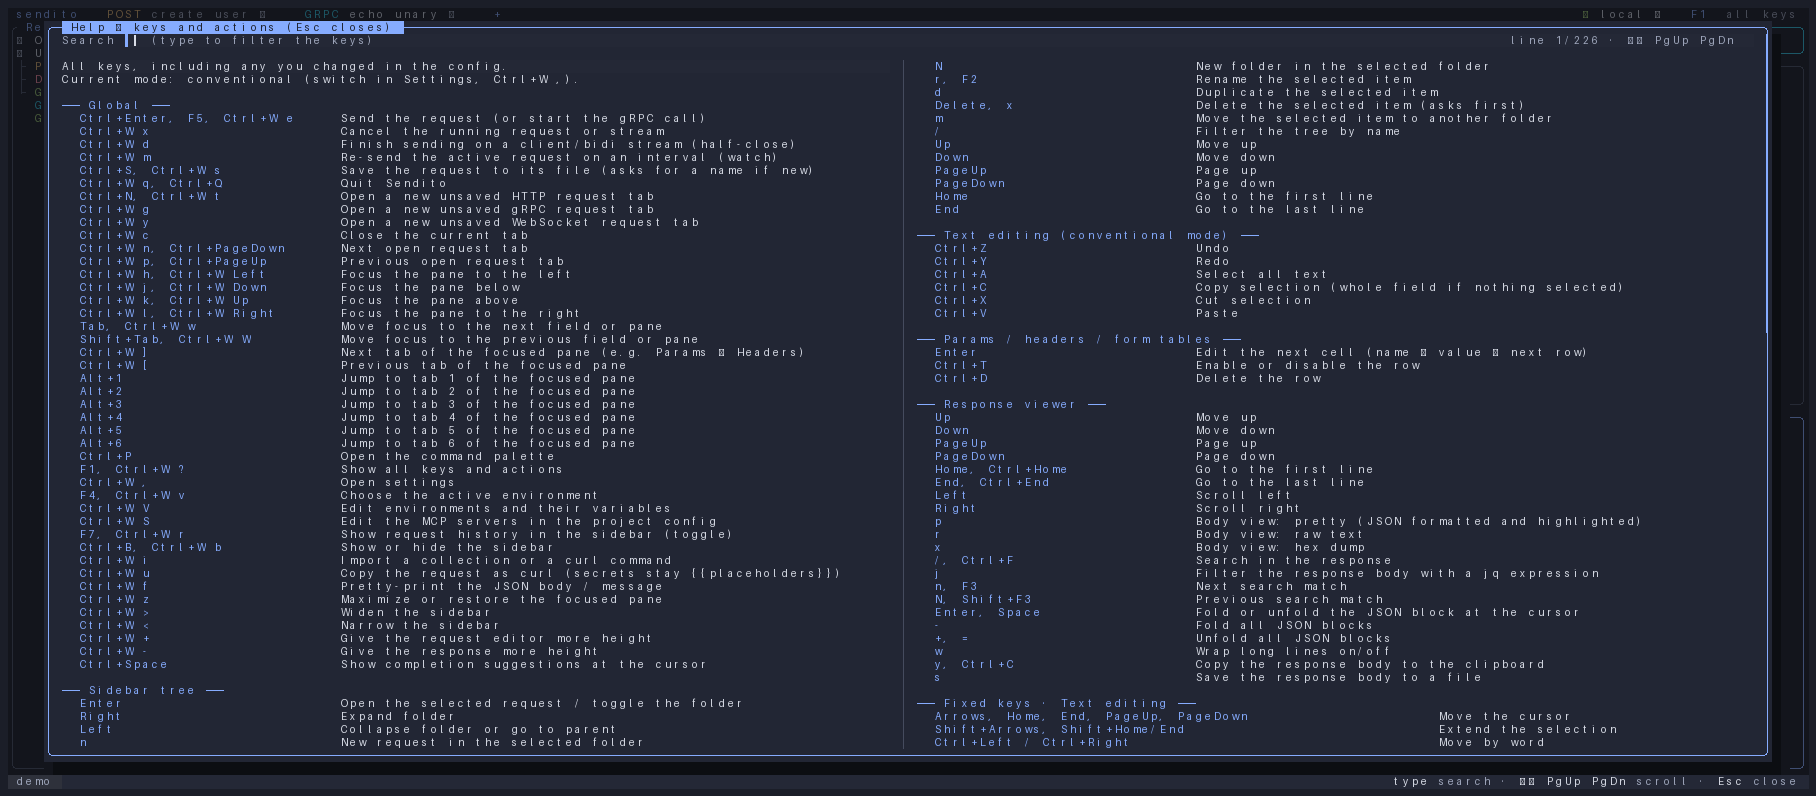 sendito POST create user GRPC echo unary + local F1 all keys
Help keys and actions (Esc closes)
Search (type to filter the keys) line 1/226 · PgUp PgDn
All keys, including any you changed in the config.
Current mode: conventional (switch in Settings, Ctrl+W ,).
Global
Ctrl+Enter, F5, Ctrl+W e Send the request (or start the gRPC call)
Ctrl+W x Cancel the running request or stream
Ctrl+W d Finish sending on a client/bidi stream (half-close)
Ctrl+W m Re-send the active request on an interval (watch)
Ctrl+S, Ctrl+W s Save the request to its file (asks for a name if new)
Ctrl+W q, Ctrl+Q Quit Sendito
Ctrl+N, Ctrl+W t Open a new unsaved HTTP request tab
Ctrl+W g Open a new unsaved gRPC request tab
Ctrl+W y Open a new unsaved WebSocket request tab
Ctrl+W c Close the current tab
Ctrl+W n, Ctrl+PageDown Next open request tab
Ctrl+W p, Ctrl+PageUp Previous open request tab
Ctrl+W h, Ctrl+W Left Focus the pane to the left
Ctrl+W j, Ctrl+W Down Focus the pane below
Ctrl+W k, Ctrl+W Up Focus the pane above
Ctrl+W l, Ctrl+W Right Focus the pane to the right
Tab, Ctrl+W w Move focus to the next field or pane
Shift+Tab, Ctrl+W W Move focus to the previous field or pane
Ctrl+W ] Next tab of the focused pane (e.g. Params Headers)
Ctrl+W [ Previous tab of the focused pane
Alt+1 Jump to tab 1 of the focused pane
Alt+2 Jump to tab 2 of the focused pane
Alt+3 Jump to tab 3 of the focused pane
Alt+4 Jump to tab 4 of the focused pane
Alt+5 Jump to tab 5 of the focused pane
Alt+6 Jump to tab 6 of the focused pane
Ctrl+P Open the command palette
F1, Ctrl+W ? Show all keys and actions
Ctrl+W , Open settings
F4, Ctrl+W v Choose the active environment
Ctrl+W V Edit environments and their variables
Ctrl+W S Edit the MCP servers in the project config
F7, Ctrl+W r Show request history in the sidebar (toggle)
Ctrl+B, Ctrl+W b Show or hide the sidebar
Ctrl+W i Import a collection or a curl command
Ctrl+W u Copy the request as curl (secrets stay {{placeholders}})
Ctrl+W f Pretty-print the JSON body / message
Ctrl+W z Maximize or restore the focused pane
Ctrl+W > Widen the sidebar
Ctrl+W < Narrow the sidebar
Ctrl+W + Give the request editor more height
Ctrl+W - Give the response more height
Ctrl+Space Show completion suggestions at the cursor
Sidebar tree
Enter Open the selected request / toggle the folder
Right Expand folder
Left Collapse folder or go to parent
n New request in the selected folder
N New folder in the selected folder
r, F2 Rename the selected item
d Duplicate the selected item
Delete, x Delete the selected item (asks first)
m Move the selected item to another folder
/ Filter the tree by name
Up Move up
Down Move down
PageUp Page up
PageDown Page down
Home Go to the first line
End Go to the last line
Text editing (conventional mode)
Ctrl+Z Undo
Ctrl+Y Redo
Ctrl+A Select all text
Ctrl+C Copy selection (whole field if nothing selected)
Ctrl+X Cut selection
Ctrl+V Paste
Params / headers / form tables
Enter Edit the next cell (name value next row)
Ctrl+T Enable or disable the row
Ctrl+D Delete the row
Response viewer
Up Move up
Down Move down
PageUp Page up
PageDown Page down
Home, Ctrl+Home Go to the first line
End, Ctrl+End Go to the last line
Left Scroll left
Right Scroll right
p Body view: pretty (JSON formatted and highlighted)
r Body view: raw text
x Body view: hex dump
/, Ctrl+F Search in the response
j Filter the response body with a jq expression
n, F3 Next search match
N, Shift+F3 Previous search match
Enter, Space Fold or unfold the JSON block at the cursor
- Fold all JSON blocks
+, = Unfold all JSON blocks
w Wrap long lines on/off
y, Ctrl+C Copy the response body to the clipboard
s Save the response body to a file
Fixed keys · Text editing
Arrows, Home, End, PageUp, PageDown Move the cursor
Shift+Arrows, Shift+Home/End Extend the selection
Ctrl+Left / Ctrl+Right Move by word
demo type search · PgUp PgDn scroll · Esc close